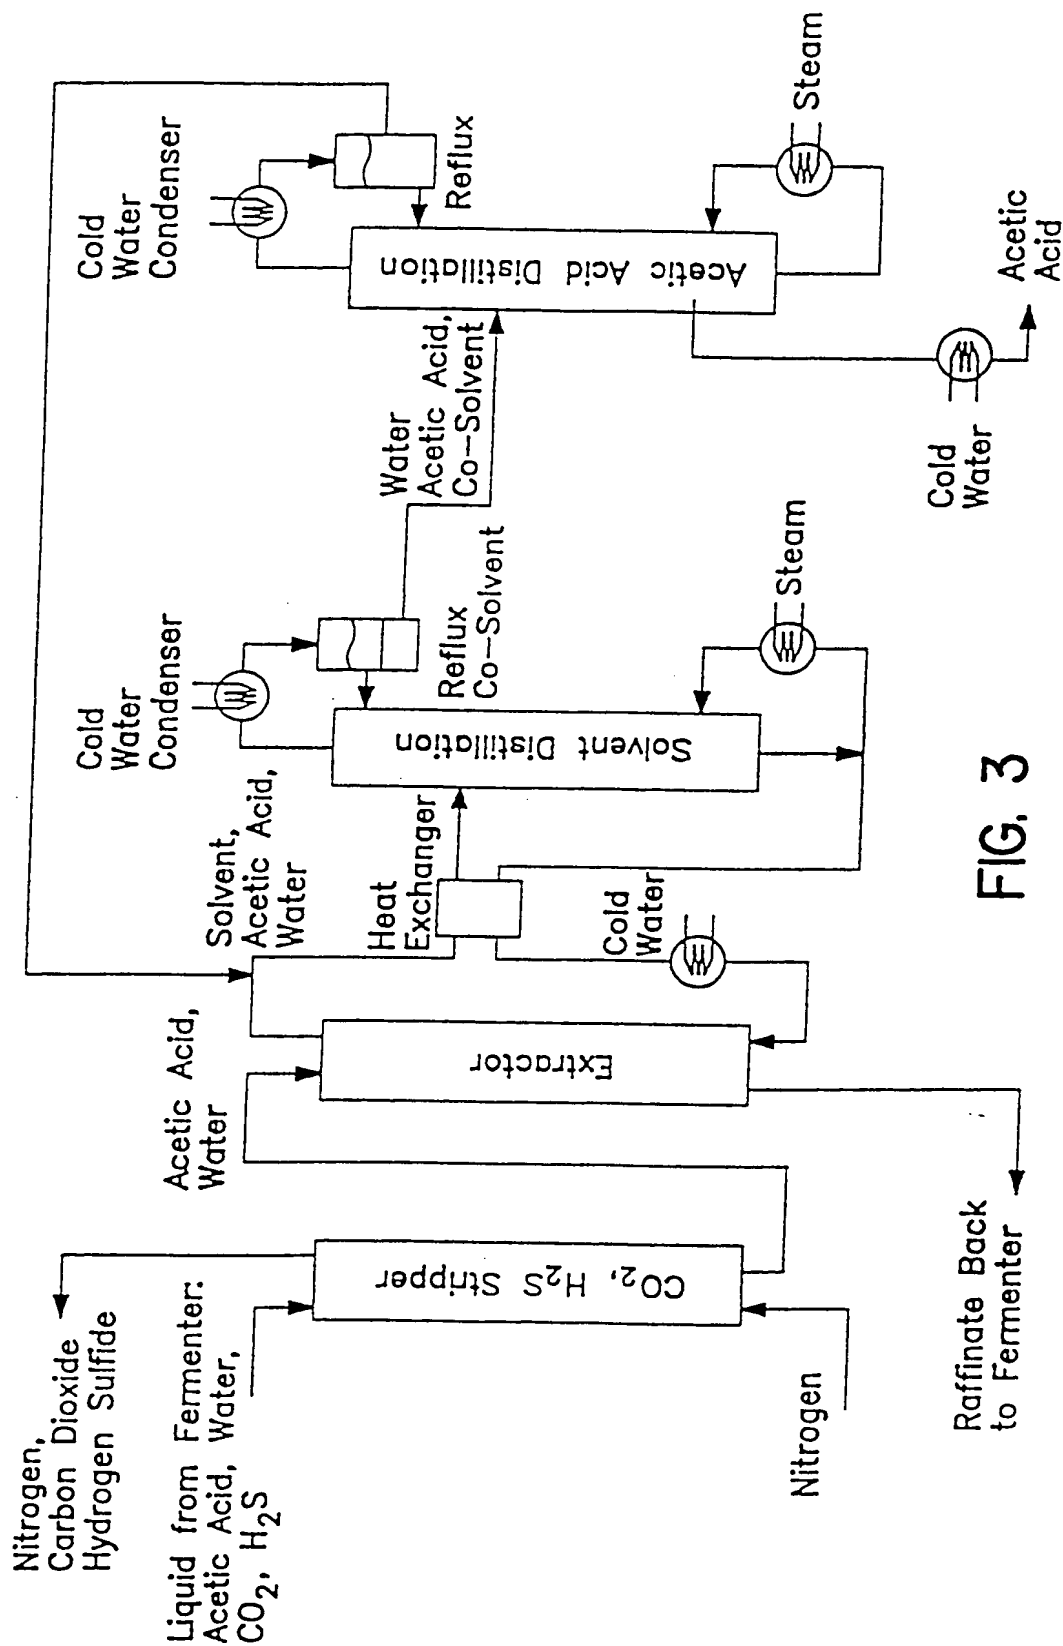 Nitrogen,
Carbon Dioxide
Hydrogen Sulfide
Liquid from Fermenter:
Acetic Acid, Water,
CO₂, H₂S
CO₂, H₂S Stripper
Nitrogen
Acetic Acid,
Water
Extractor
Raffinate Back
to Fermenter
Solvent,
Acetic Acid,
Water
Heat
Exchanger
Cold
Water
Cold
Water
Condenser
Solvent Distillation
Reflux
Co-Solvent
Steam
Water
Acetic Acid,
Co-Solvent
Cold
Water
Condenser
Reflux
Acetic Acid Distillation
Steam
Cold
Water
Acetic
Acid
FIG. 3